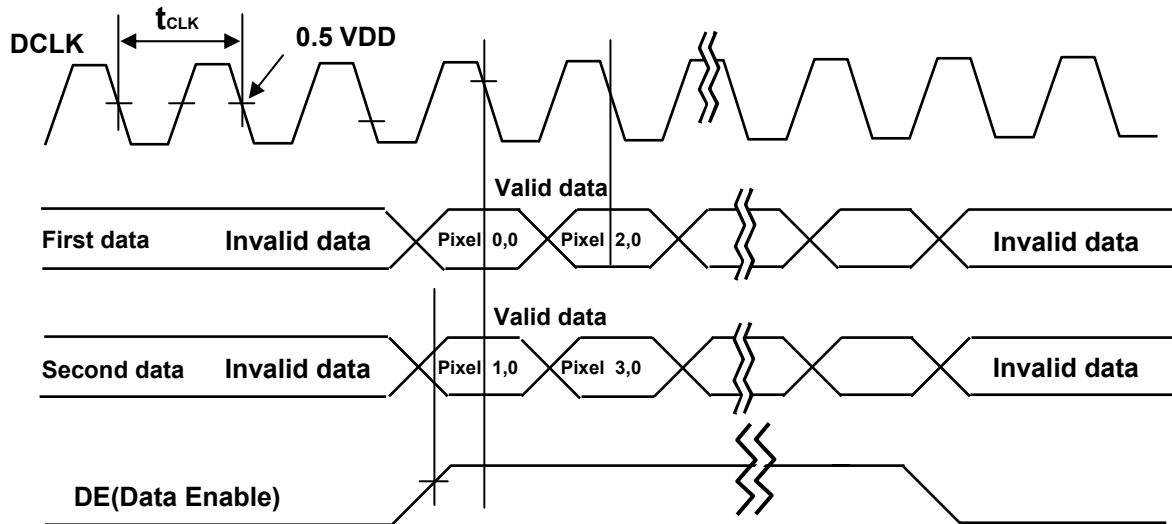 tCLK
DCLK
0.5 VDD
Valid data
First data
Invalid data
Pixel 0,0
Pixel 2,0
Invalid data
Valid data
Second data
Invalid data
Pixel 1,0
Pixel 3,0
Invalid data
DE(Data Enable)